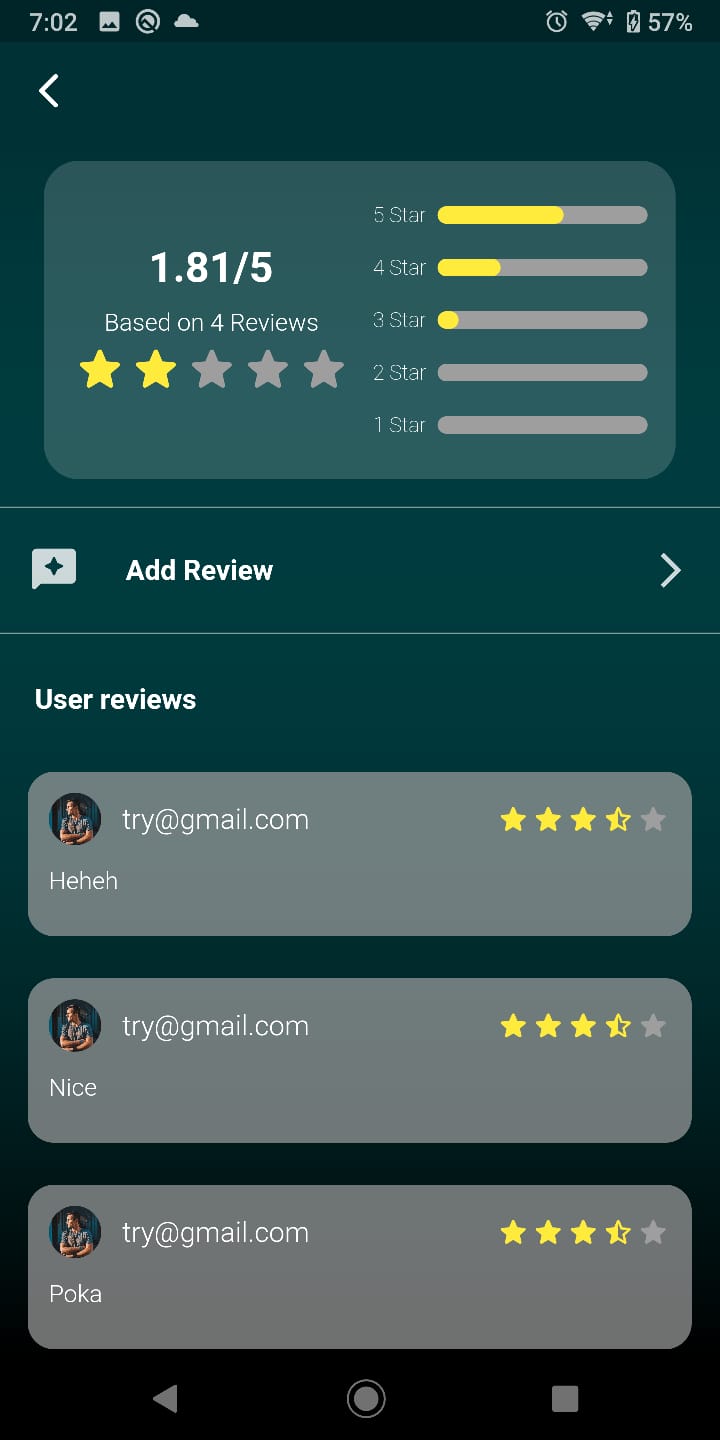 7:02 57%
1.81/5
Based on 4 Reviews
5 Star
4 Star
3 Star
2 Star
1 Star
Add Review
User reviews
try@gmail.com
Heheh
try@gmail.com
Nice
try@gmail.com
Poka